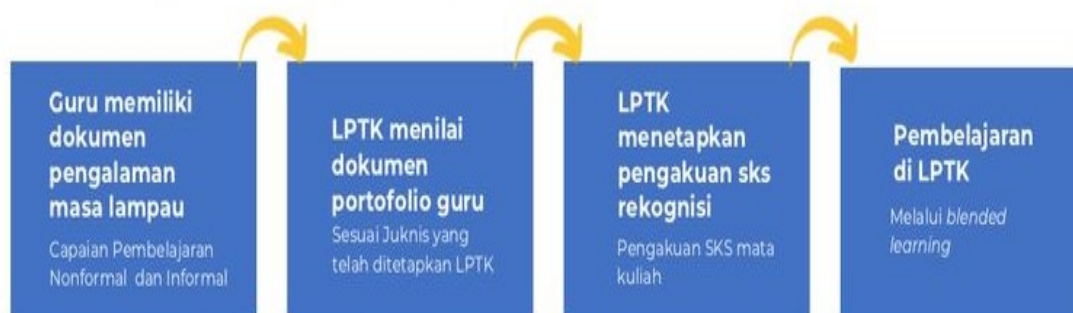 Guru memiliki
dokumen
pengalaman
masa lampau
Capaian Pembelajaran
Nonformal dan Informal
LPTK menilai
dokumen
portofolio guru
Sesuai Juknis yang
telah ditetapkan LPTK
LPTK
menetapkan
pengakuan sks
rekognisi
Pengakuan SKS mata
kuliah
Pembelajaran
di LPTK
Melalui blended
learning